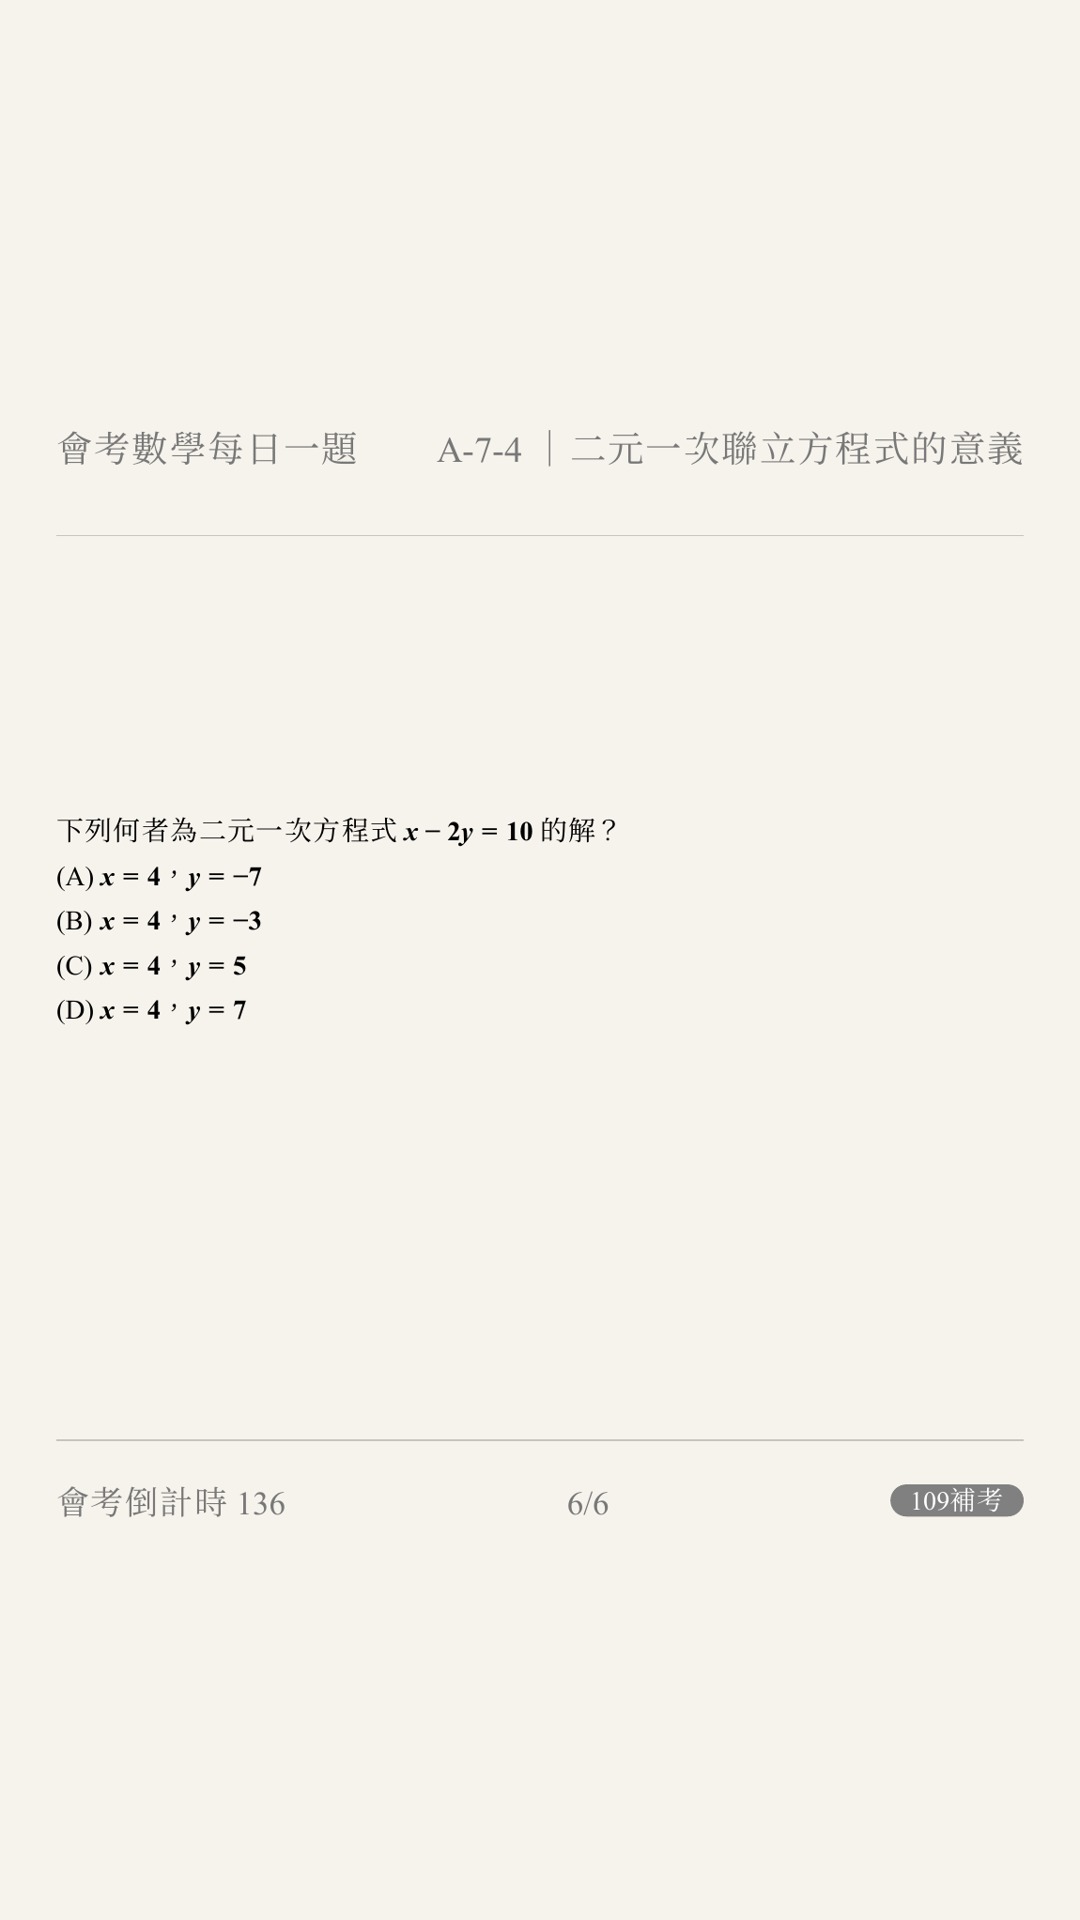 會考數學每日一題 A-7-4｜二元一次聯立方程式的意義
下列何者為二元一次方程式 x − 2y = 10 的解？
(A) x = 4，y = −7
(B) x = 4，y = −3
(C) x = 4，y = 5
(D) x = 4，y = 7
會考倒計時 136 6/6 109補考